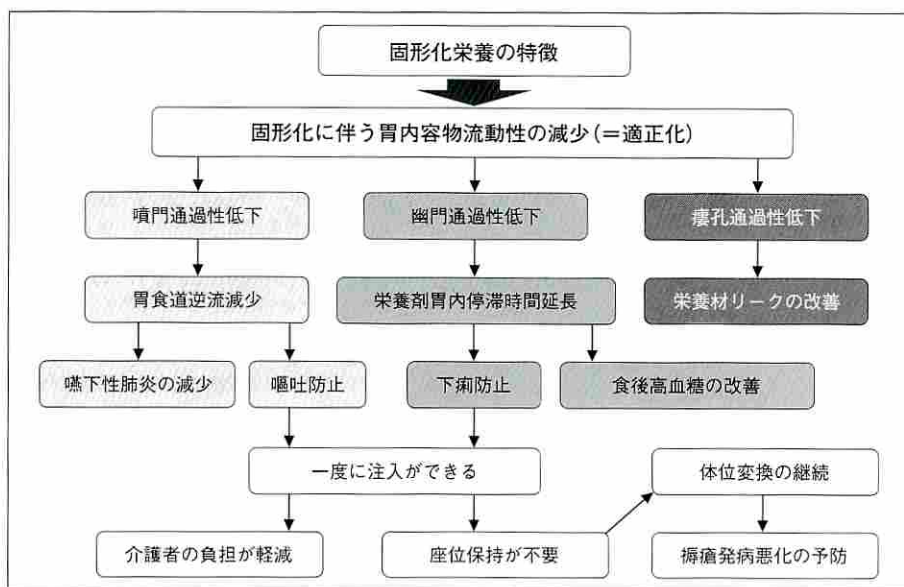 固形化栄養の特徴
固形化に伴う胃内容物流動性の減少(=適正化)
噴門通過性低下
幽門通過性低下
瘻孔通過性低下
胃食道逆流減少
栄養剤胃内停滞時間延長
栄養材リークの改善
嚥下性肺炎の減少
嘔吐防止
下痢防止
食後高血糖の改善
一度に注入ができる
体位変換の継続
介護者の負担が軽減
座位保持が不要
褥瘡発病悪化の予防